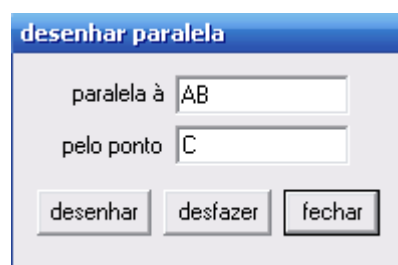 desenhar paralela
paralela à AB
pelo ponto C
desenhar desfazer fechar